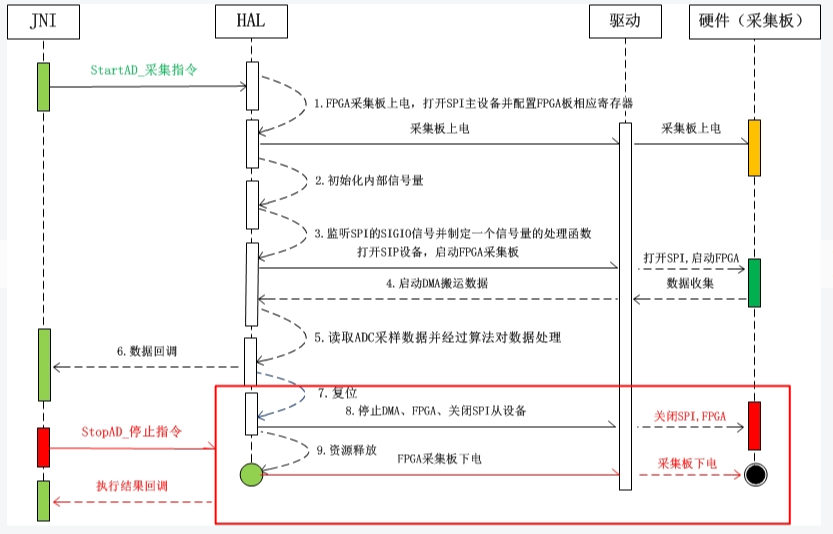 JNI
HAL
驱动
硬件（采集板）
StartAD_采集指令
1.FPGA采集板上电，打开SPI主设备并配置FPGA板相应寄存器
采集板上电
采集板上电
2.初始化内部信号量
3.监听SPI的SIGIO信号并制定一个信号量的处理函数
打开SIP设备，启动FPGA采集板
打开SPI,启动FPGA
4.启动DMA搬运数据
数据收集
5.读取ADC采样数据并经过算法对数据处理
6.数据回调
7.复位
8.停止DMA、FPGA、关闭SPI从设备
关闭SPI,FPGA
StopAD_停止指令
9.资源释放
FPGA采集板下电
采集板下电
执行结果回调